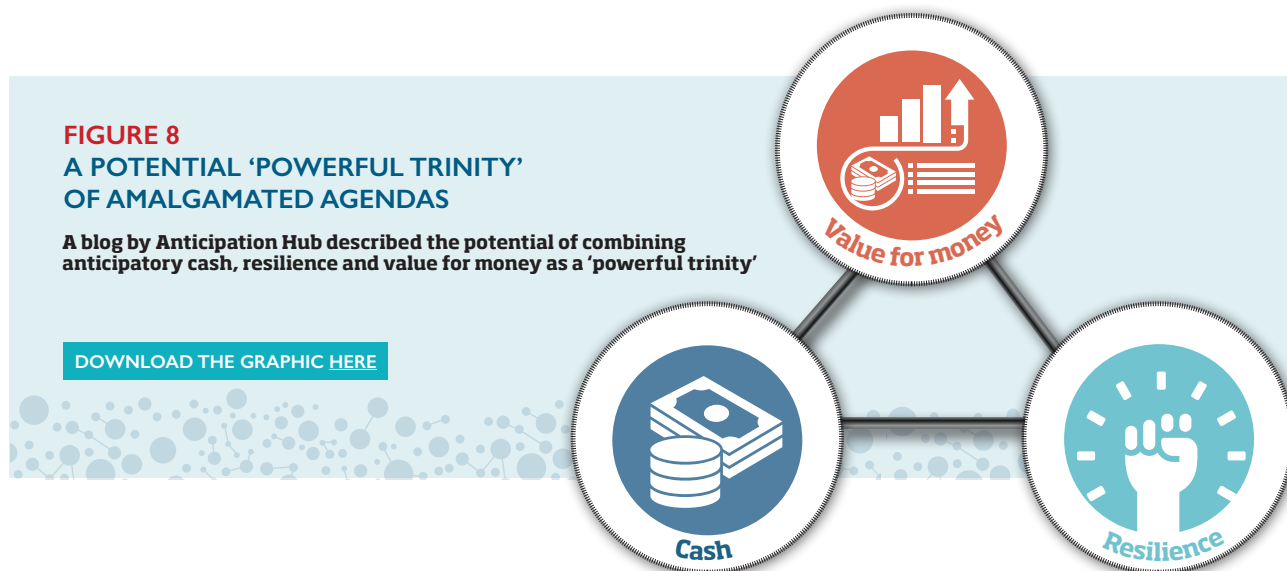 FIGURE 8
A POTENTIAL ‘POWERFUL TRINITY’
OF AMALGAMATED AGENDAS
A blog by Anticipation Hub described the potential of combining
anticipatory cash, resilience and value for money as a ‘powerful trinity’
DOWNLOAD THE GRAPHIC HERE
Value for money
Cash
Resilience